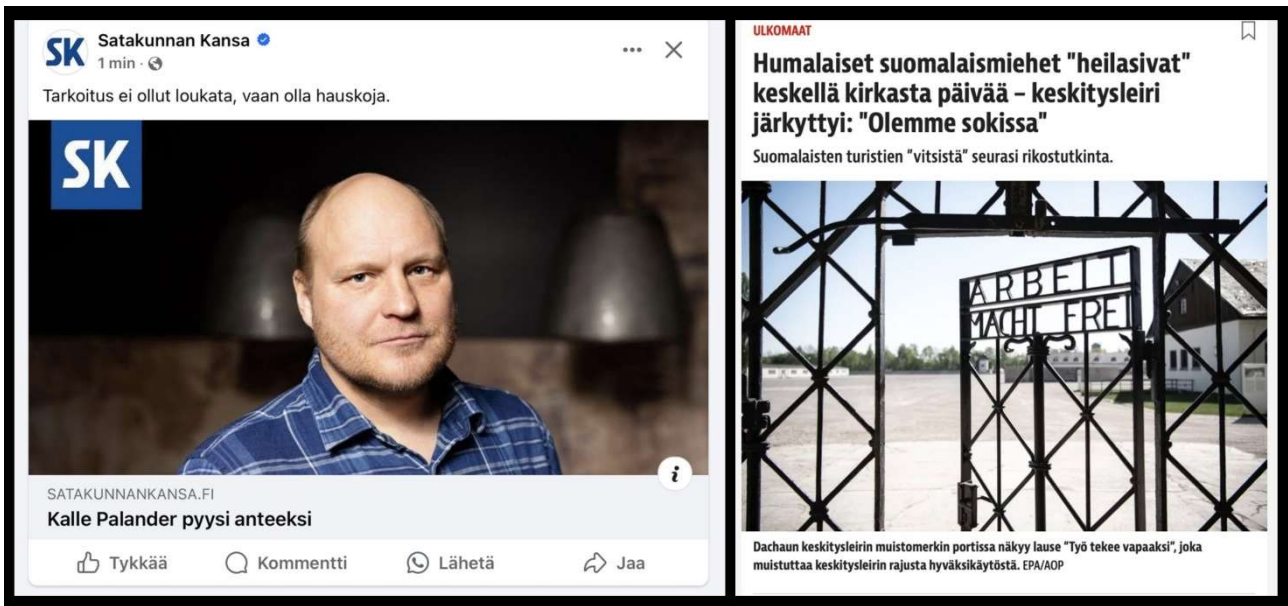 SK
Satakunnan Kansa
1 min ·
Tarkoitus ei ollut loukata, vaan olla hauskoja.
SK
i
SATAKUNNANKANSA.FI
Kalle Palander pyysi anteeksi
Tykkää
Kommentti
Lähetä
Jaa
ULKOMAAT
Humalaiset suomalaismiehet "heilasivat"
keskellä kirkasta päivää – keskitysleiri
järkyttyi: "Olemme sokissa"
Suomalaisten turistien "vitsistä" seurasi rikostutkinta.
ARBEIT
MACHT FREI
Dachaun keskitysleirin muistomerkin portissa näkyy lause "Työ tekee vapaaksi", joka
muistuttaa keskitysleirin rajusta hyväksikäytöstä. EPA/AOP